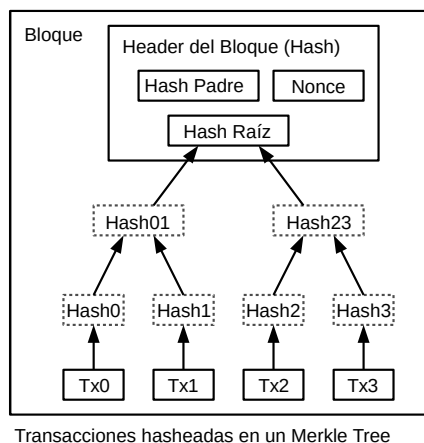 Bloque
Header del Bloque (Hash)
Hash Padre
Nonce
Hash Raíz
Hash01
Hash23
Hash0
Hash1
Hash2
Hash3
Tx0
Tx1
Tx2
Tx3
Transacciones hasheadas en un Merkle Tree